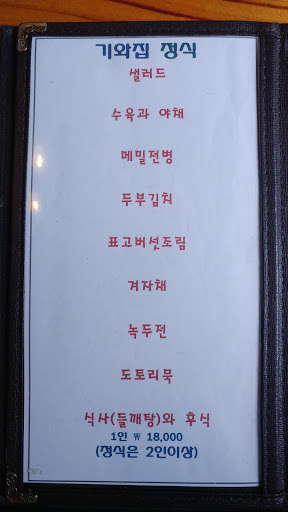 기와집 정식
샐러드
수육과 야채
메밀전병
두부김치
표고버섯조림
겨자채
녹두전
도토리묵
식사(들깨탕)와 후식
1인 ₩ 18,000
(정식은 2인이상)